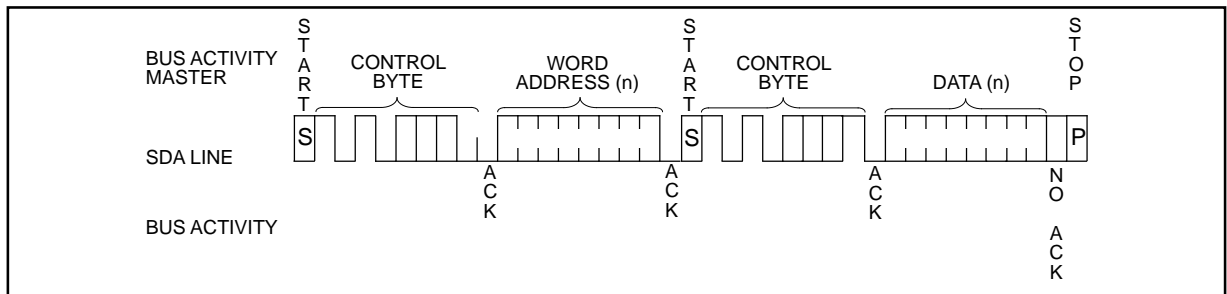 BUS ACTIVITY
MASTER
START
CONTROL
BYTE
WORD
ADDRESS (n)
START
CONTROL
BYTE
DATA (n)
STOP
SDA LINE
S
S
P
ACK
ACK
ACK
NO ACK
BUS ACTIVITY